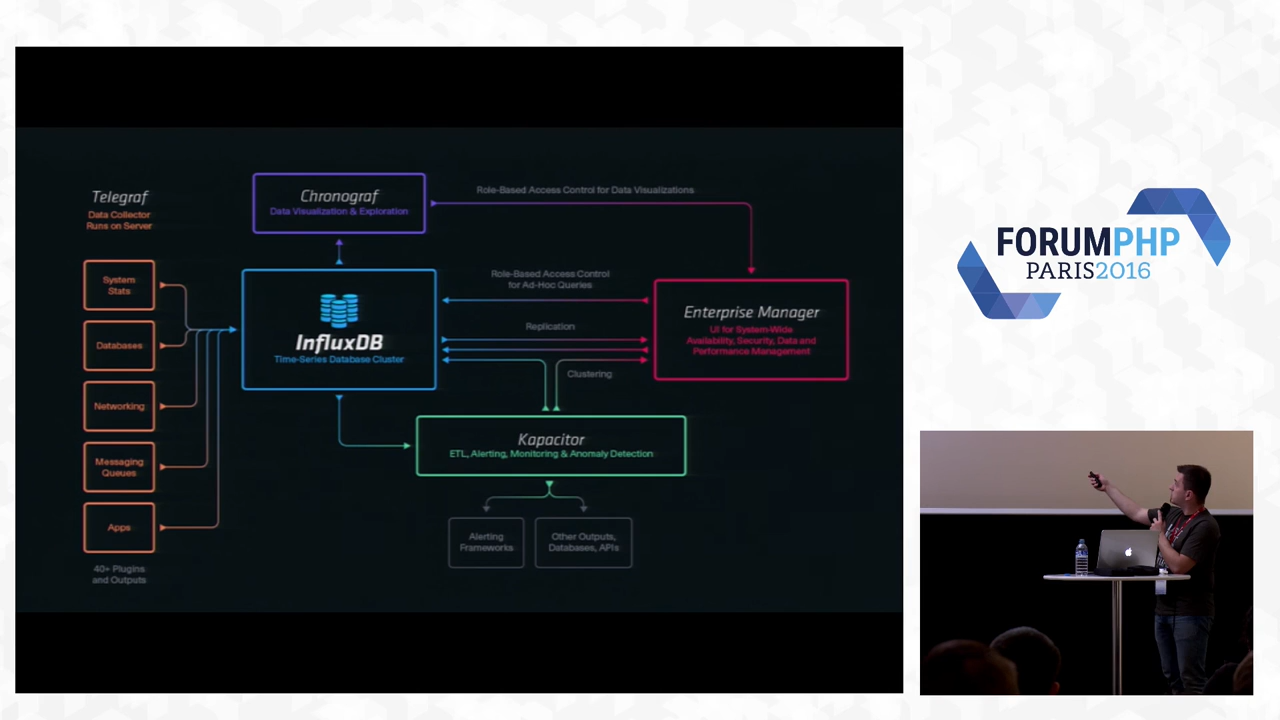 Telegraf
Data Collector
Runs on Server
System
Stats
Databases
Networking
Messaging
Queues
Apps
40+ Plugins
and Outputs
Chronograf
Data Visualization & Exploration
InfluxDB
Time-Series Database Cluster
Role-Based Access Control for Data Visualizations
Role-Based Access Control
for Ad-Hoc Queries
Replication
Clustering
Enterprise Manager
UI for System-Wide
Availability, Security, Data and
Performance Management
Kapacitor
ETL, Alerting, Monitoring & Anomaly Detection
Alerting
Frameworks
Other Outputs,
Databases, APIs
FORUMPHP
PARIS2016